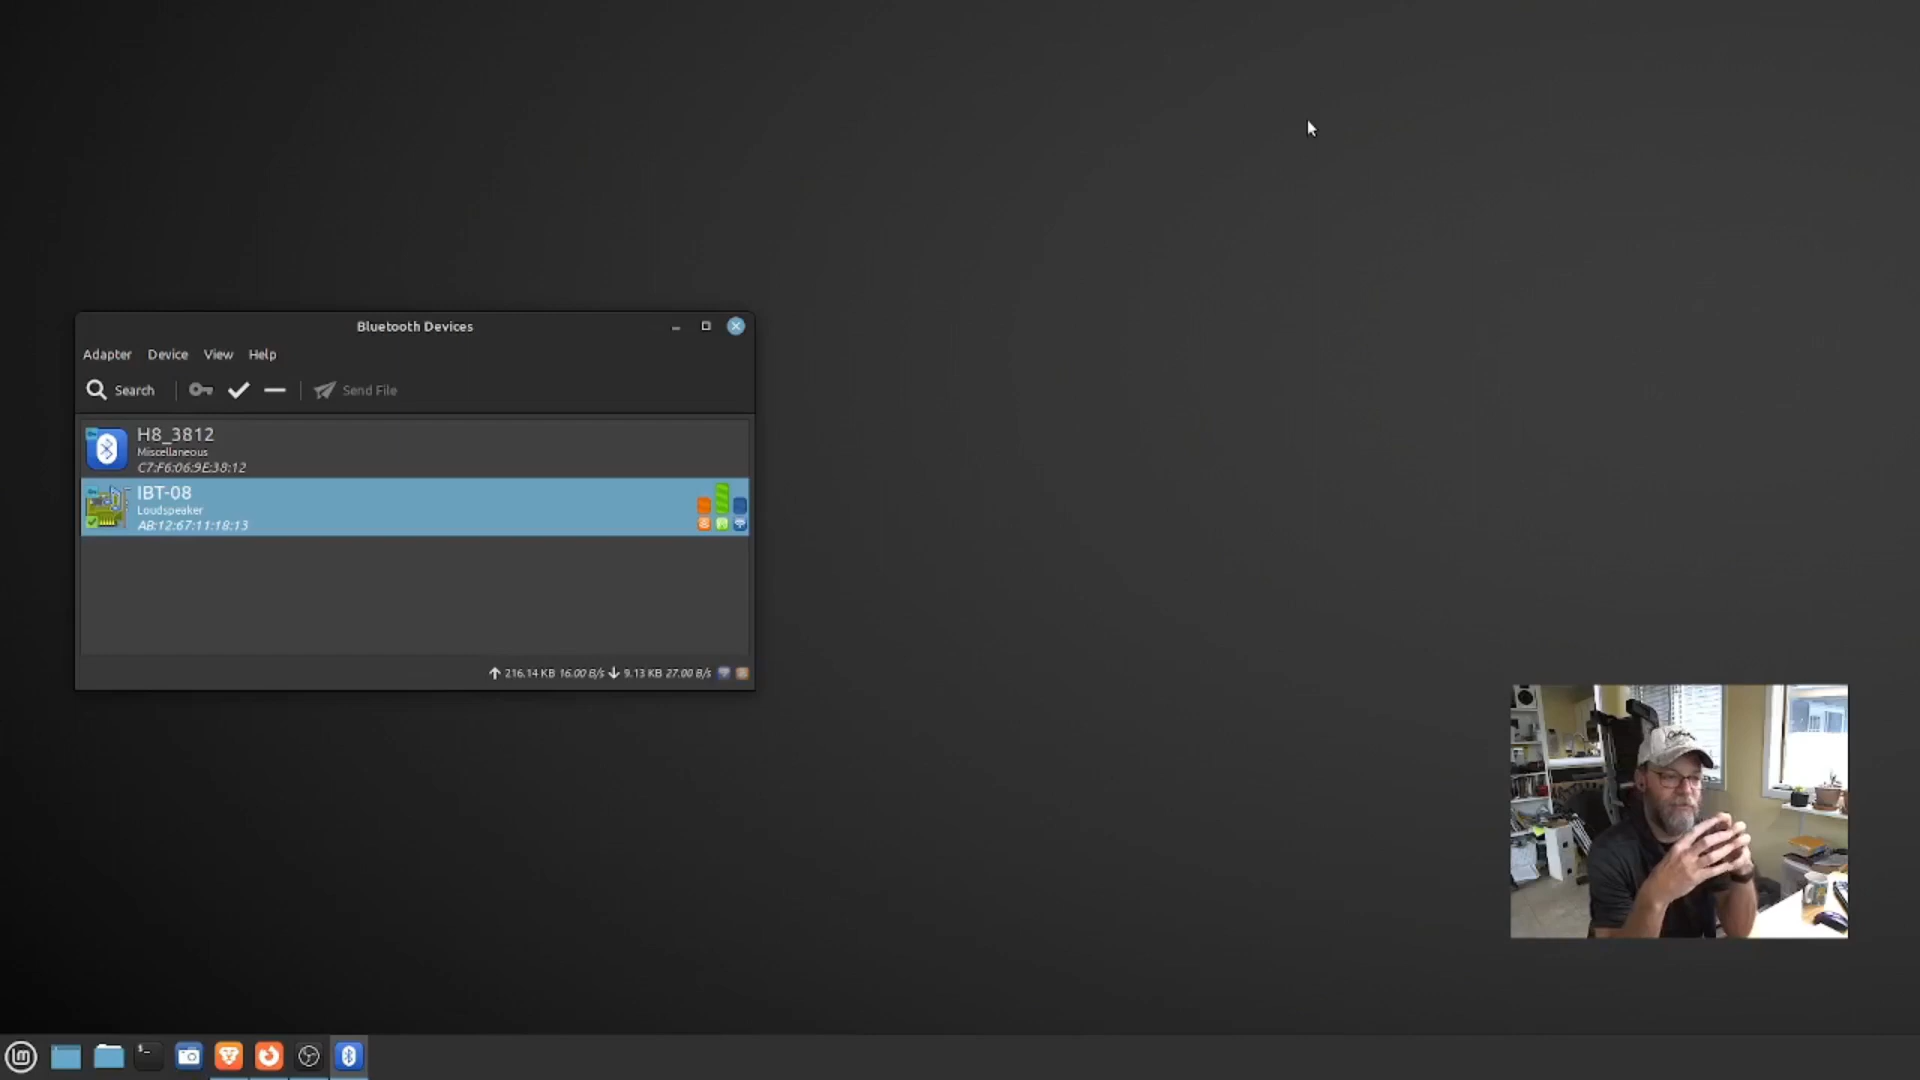 Bluetooth Devices
Adapter Device View Help
Search Send File
H8_3812
Miscellaneous
C7:F6:06:9E:38:12
IBT-08
Loudspeaker
AB:12:67:11:18:13
216.14 KB 16.00 B/s 9.13 KB 27.00 B/s